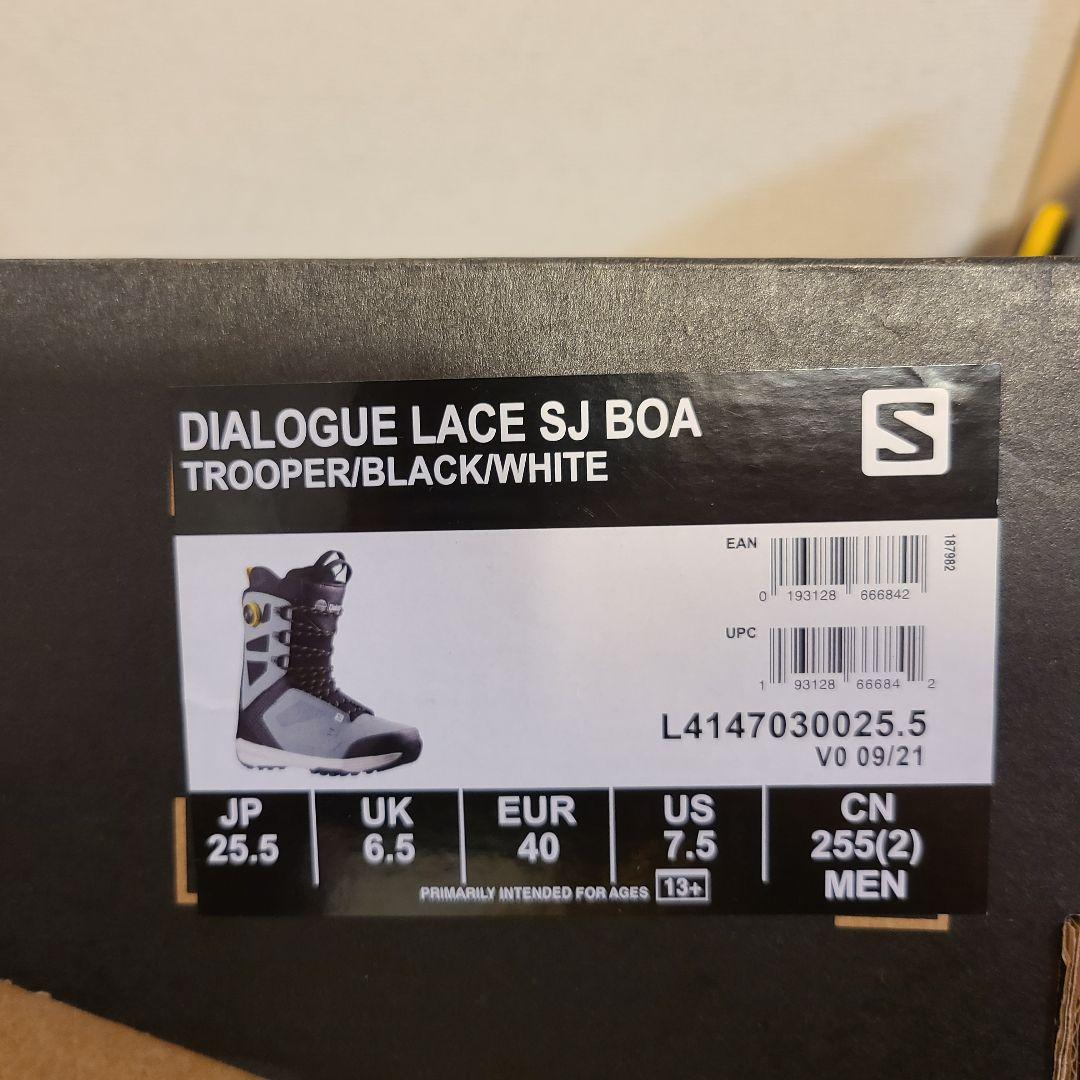 DIALOGUE LACE SJ BOA
TROOPER/BLACK/WHITE
S
EAN
0 193128 666842
187982
UPC
1 93128 66684 2
L4147030025.5
V0 09/21
JP 25.5
UK 6.5
EUR 40
US 7.5
CN 255(2) MEN
PRIMARILY INTENDED FOR AGES 13+